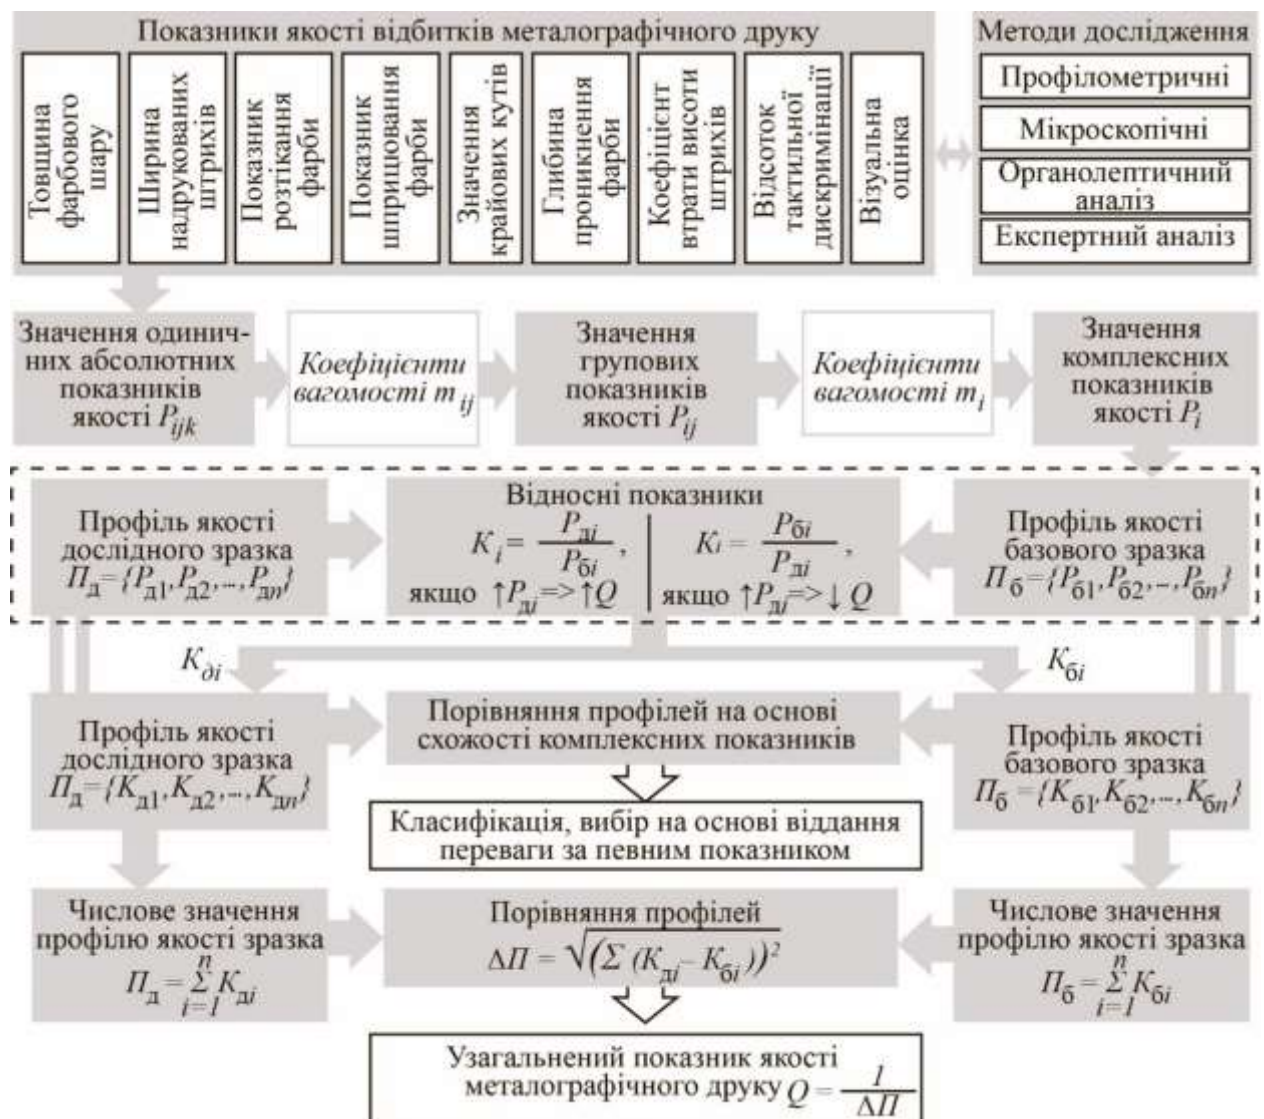 Показники якості відбитків металографічного друку
Товщина
фарбового
шару
Ширина
надрукованих
штрихів
Показник
розтікання
фарби
Показник
шприцювання
фарби
Значення
крайових кутів
Глибина
проникнення
фарби
Коефіцієнт
втрати висоти
штрихів
Відсоток
тактильної
дискримінації
Візуальна
оцінка
Методи дослідження
Профілометричні
Мікроскопічні
Органолептичний
аналіз
Експертний аналіз
Значення одинич-
них абсолютних
показників
якості P_ijk
Коефіцієнти
вагомості m_ij
Значення
групових
показників
якості P_ij
Коефіцієнти
вагомості m_i
Значення
комплексних
показників
якості P_i
Профіль якості
дослідного зразка
П_д={P_д1,P_д2,...,P_дn}
Відносні показники
K_i = P_дi / P_бi ,
якщо ↑P_дi=>↑Q
K_i = P_бi / P_дi ,
якщо ↑P_дi=>↓ Q
Профіль якості
базового зразка
П_б={P_б1,P_б2,...,P_бn}
K_дi
K_бi
Профіль якості
дослідного зразка
П_д={K_д1,K_д2,...,K_дn}
Порівняння профілей на основі
схожості комплексних показників
Профіль якості
базового зразка
П_б={K_б1,K_б2,...,K_бn}
Класифікація, вибір на основі віддання
переваги за певним показником
Числове значення
профілю якості зразка
П_д=Σ_{i=1}^{n} K_дi
Порівняння профілей
ΔП = √(Σ (K_дi – K_бi))²
Числове значення
профілю якості зразка
П_б=Σ_{i=1}^{n} K_бi
Узагальнений показник якості
металографічного друку Q = 1 / ΔП